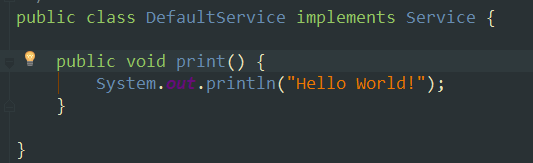 public class DefaultService implements Service {
public void print() {
System.out.println("Hello World!");
}
}